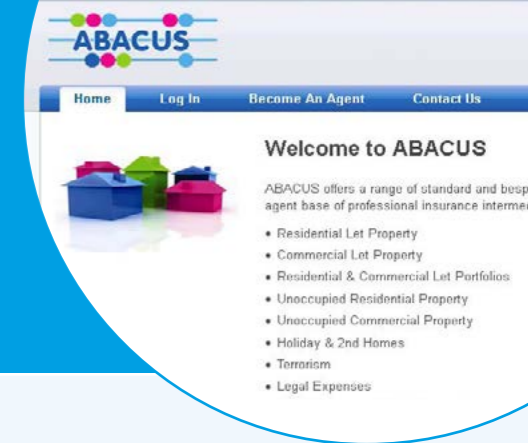 ABACUS
Home Log In Become An Agent Contact Us
Welcome to ABACUS
ABACUS offers a range of standard and
agent base of professional insurance
• Residential Let Property
• Commercial Let Property
• Residential & Commercial Let Portfolios
• Unoccupied Residential Property
• Unoccupied Commercial Property
• Holiday & 2nd Homes
• Terrorism
• Legal Expenses